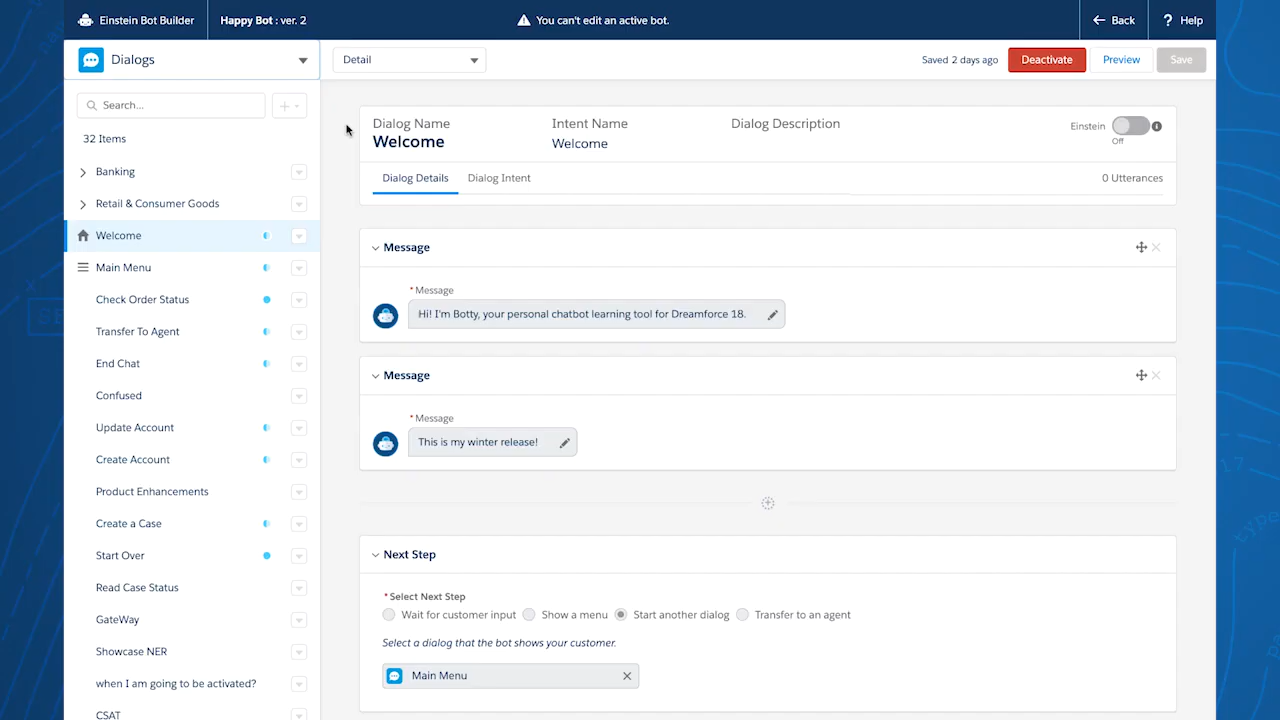 Einstein Bot Builder
Happy Bot : ver. 2
You can't edit an active bot.
Back
? Help
Dialogs
Detail
Saved 2 days ago
Deactivate
Preview
Save
Search...
32 Items
Banking
Retail & Consumer Goods
Welcome
Main Menu
Check Order Status
Transfer To Agent
End Chat
Confused
Update Account
Create Account
Product Enhancements
Create a Case
Start Over
Read Case Status
GateWay
Showcase NER
when I am going to be activated?
CSAT
Dialog Name
Welcome
Intent Name
Welcome
Dialog Description
Einstein
Off
Dialog Details
Dialog Intent
0 Utterances
Message
* Message
Hi! I'm Botty, your personal chatbot learning tool for Dreamforce 18.
Message
* Message
This is my winter release!
Next Step
* Select Next Step
Wait for customer input
Show a menu
Start another dialog
Transfer to an agent
Select a dialog that the bot shows your customer.
Main Menu